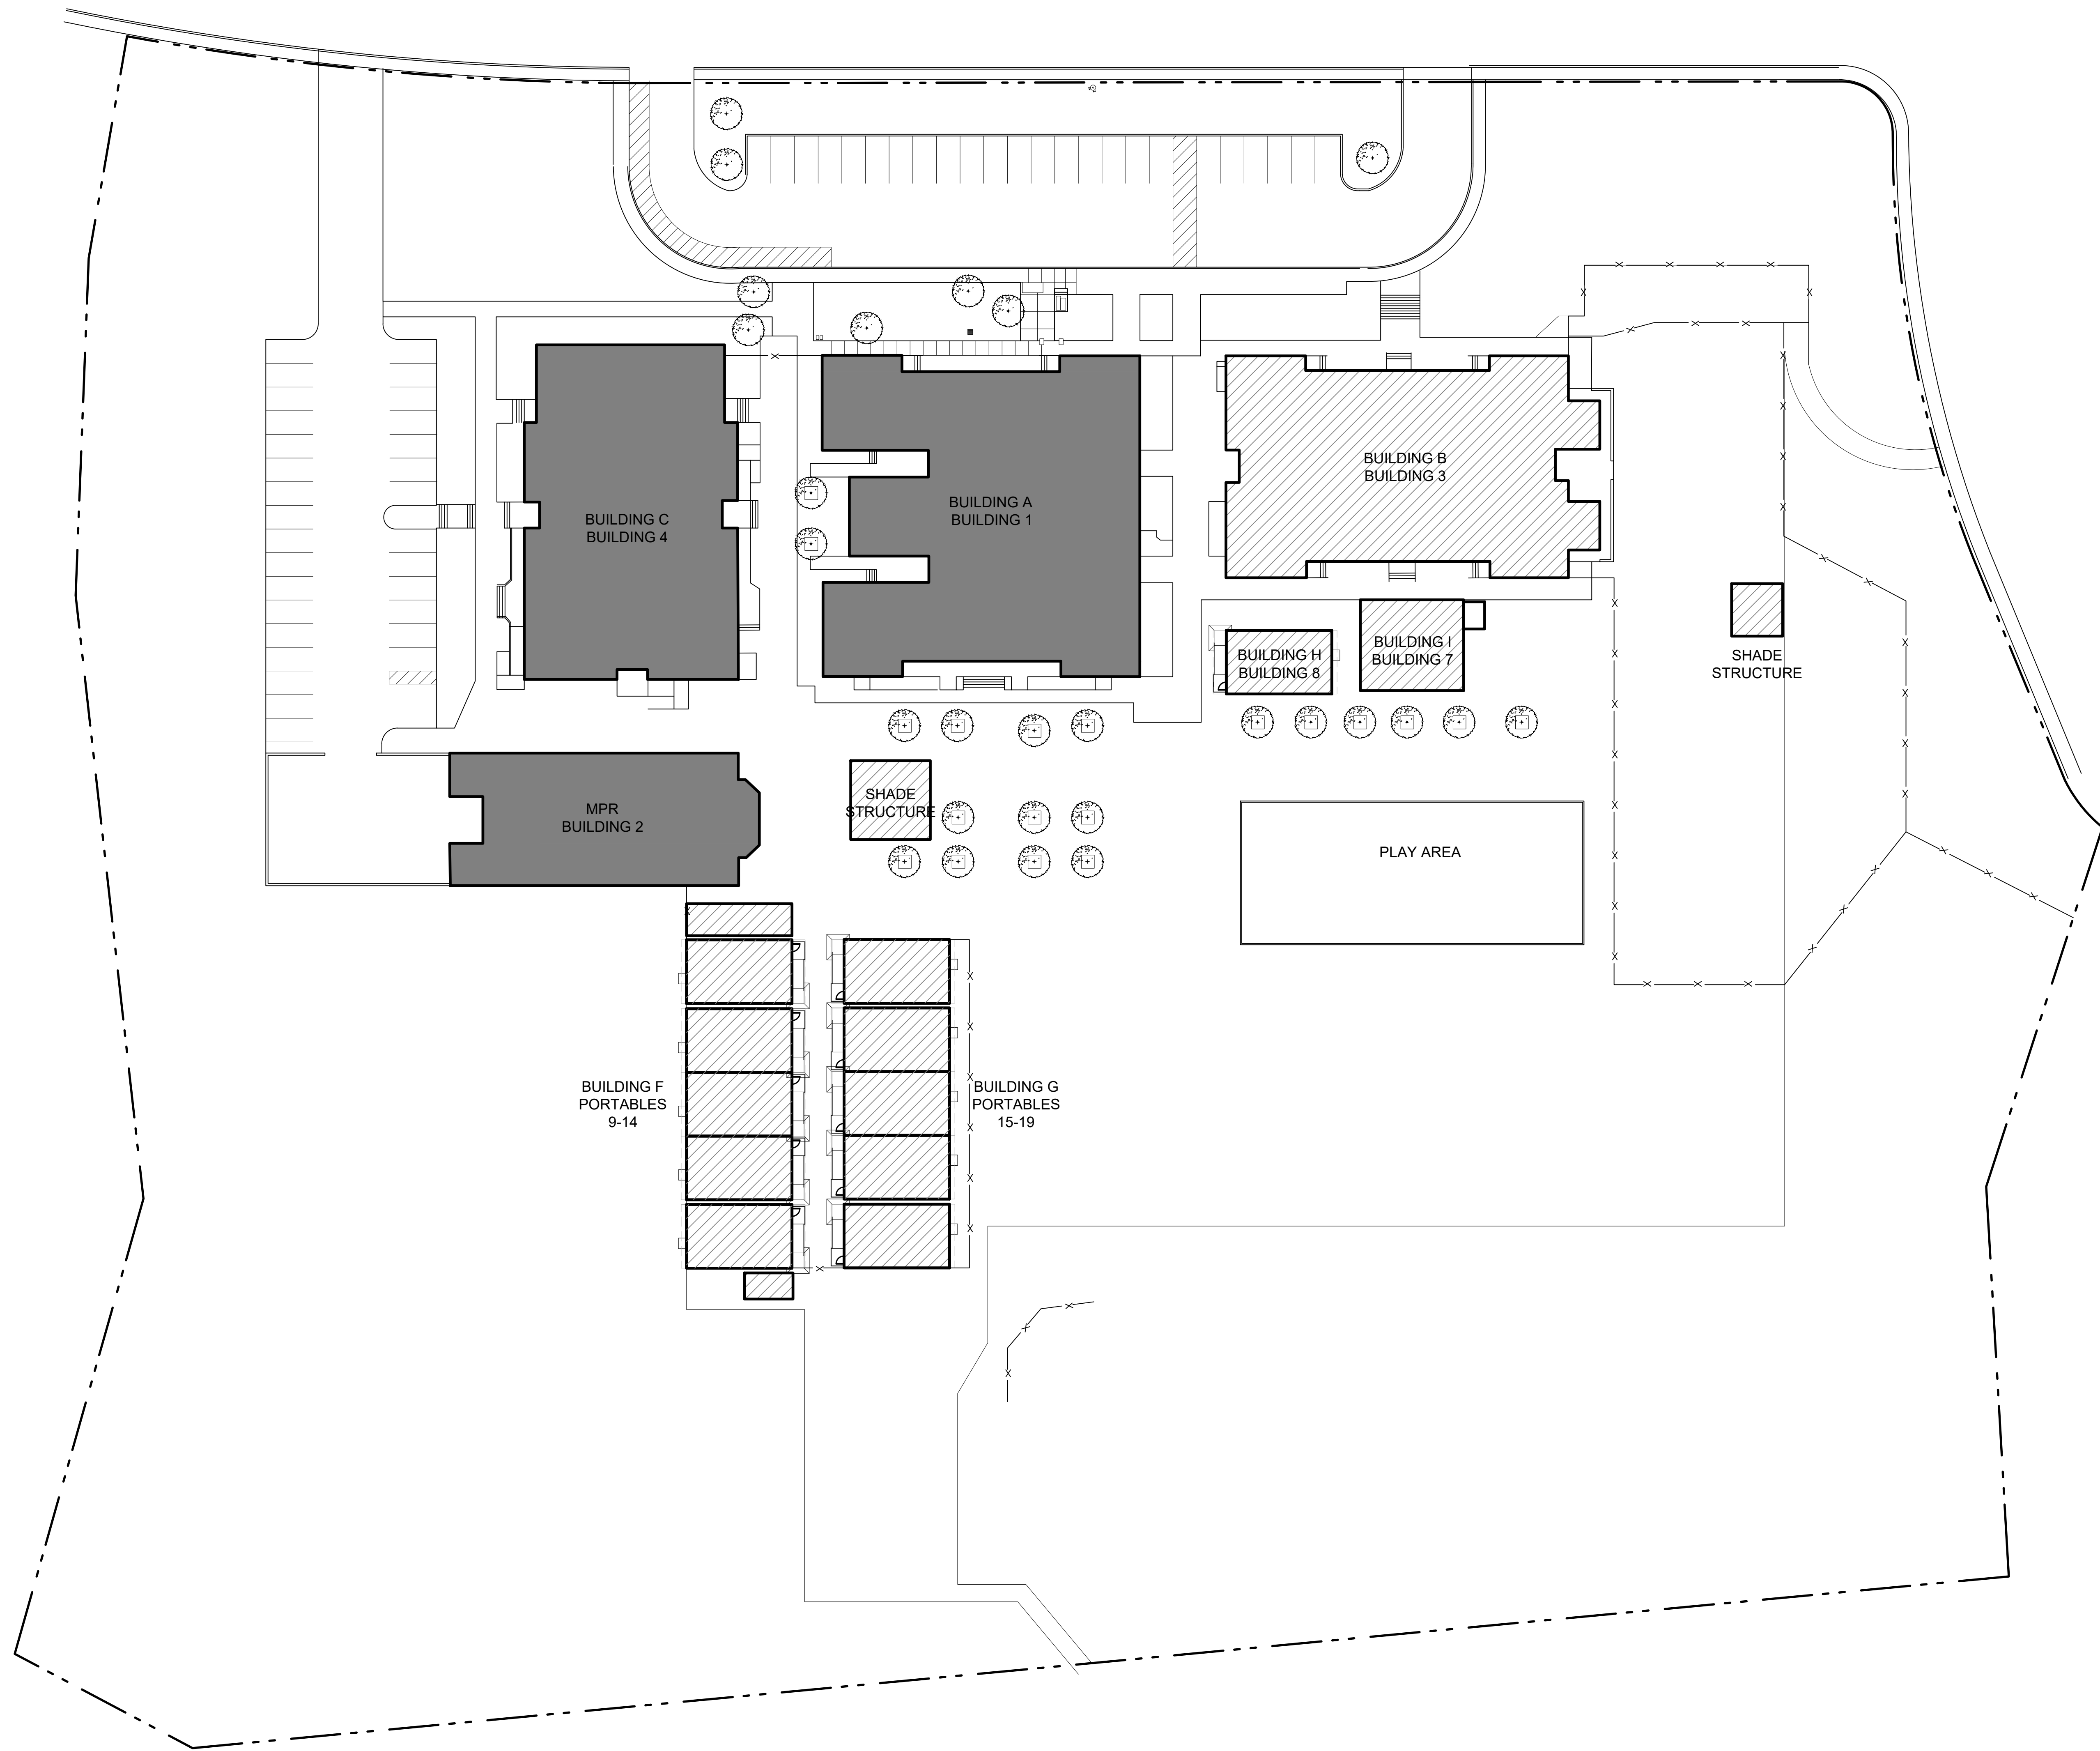 BUILDING B
BUILDING 3
BUILDING A
BUILDING 1
BUILDING C
BUILDING 4
BUILDING H
BUILDING 8
BUILDING I
BUILDING 7
SHADE
STRUCTURE
MPR
BUILDING 2
SHADE
STRUCTURE
PLAY AREA
BUILDING F
PORTABLES
9-14
BUILDING G
PORTABLES
15-19